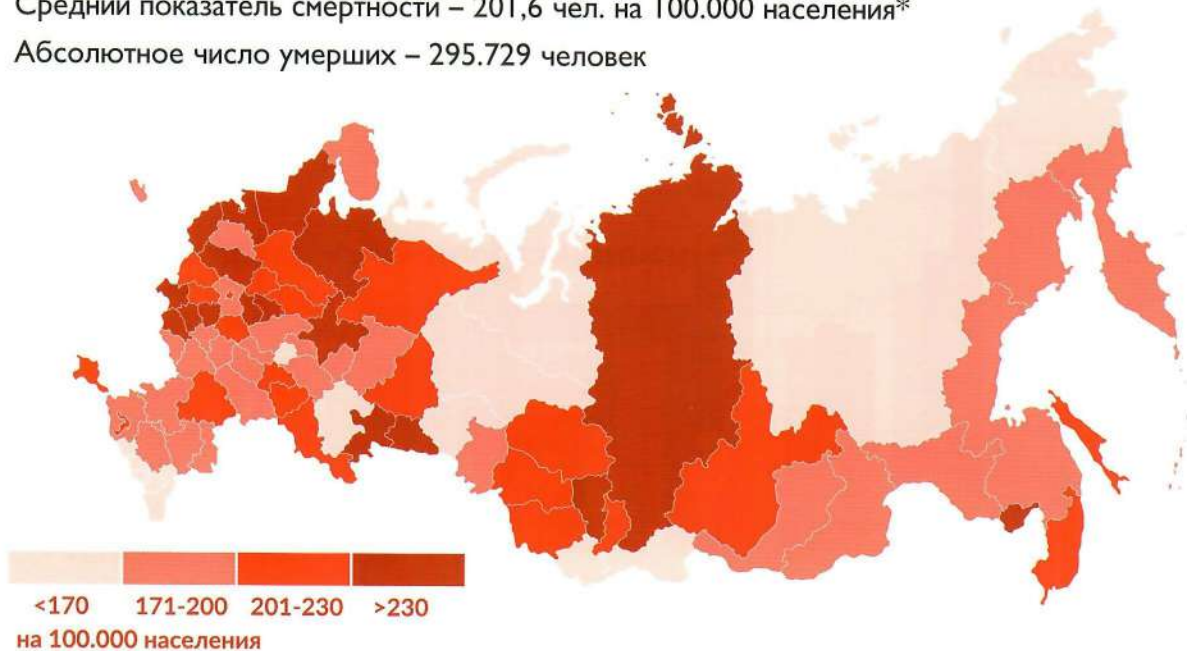 Средний показатель смертности – 201,6 чел. на 100.000 населения*
Абсолютное число умерших – 295.729 человек
<170 171-200 201-230 >230
на 100.000 населения